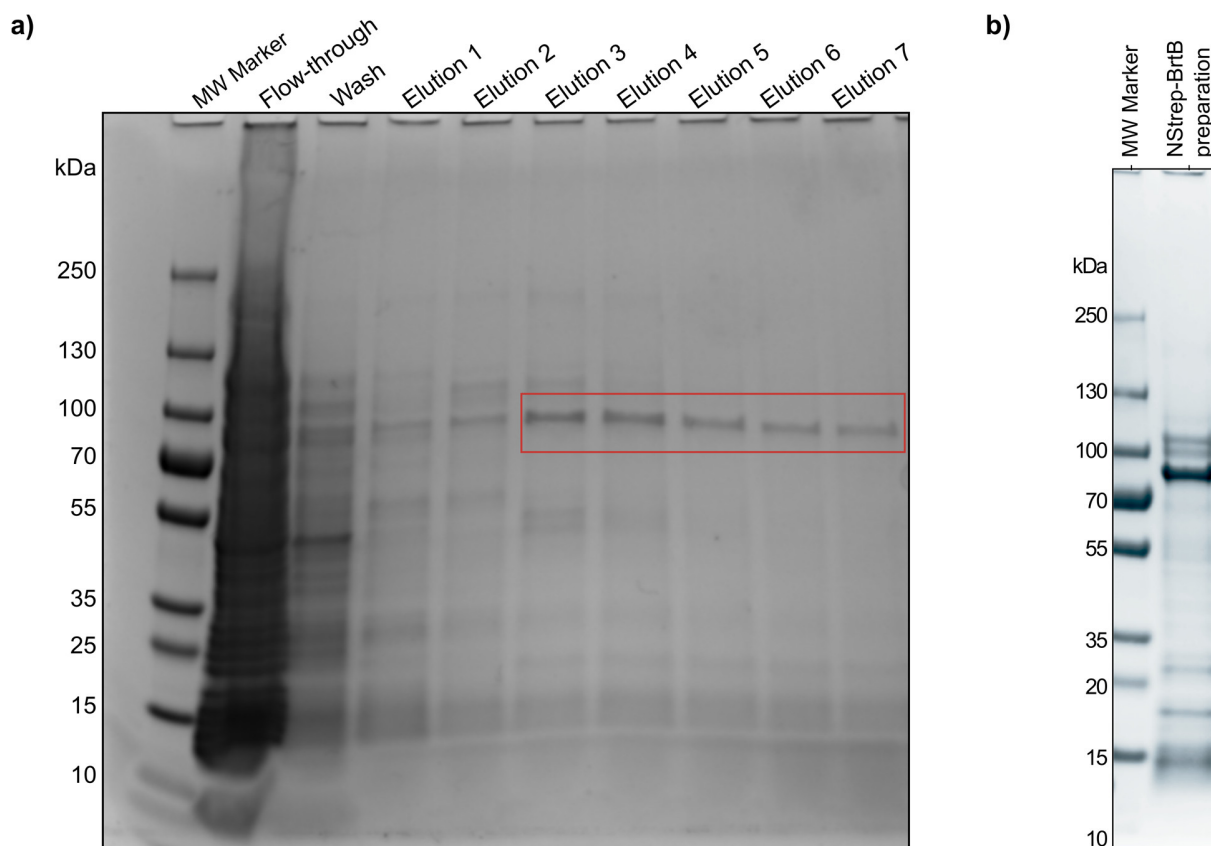 a)
MW Marker
Flow-through
Wash
Elution 1
Elution 2
Elution 3
Elution 4
Elution 5
Elution 6
Elution 7
kDa
250
130
100
70
55
35
25
15
10
b)
MW Marker
NStrep-BrtB
preparation
kDa
250
130
100
70
55
35
20
15
10